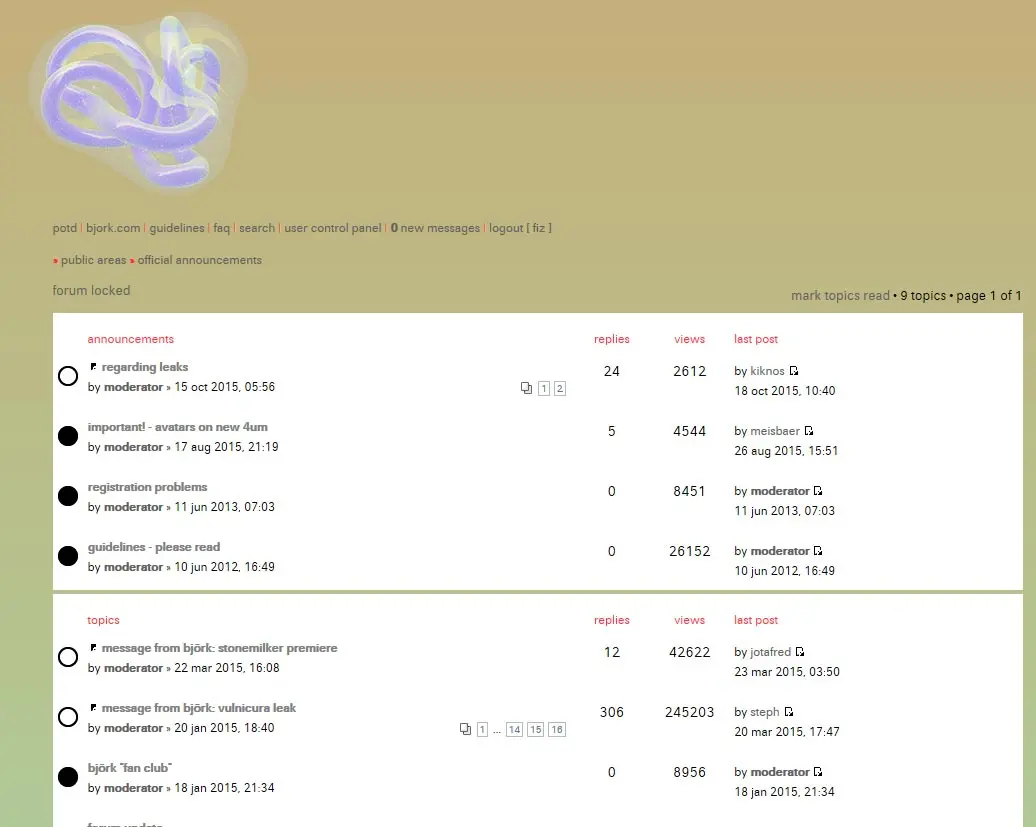 potd | bjork.com | guidelines | faq | search | user control panel | 0 new messages | logout [ fiz ]
» public areas » official announcements
forum locked
mark topics read • 9 topics • page 1 of 1
announcements replies views last post
regarding leaks 24 2612 by kiknos
by moderator » 15 oct 2015, 05:56 1 2 18 oct 2015, 10:40
important! - avatars on new 4um 5 4544 by meisbaer
by moderator » 17 aug 2015, 21:19 26 aug 2015, 15:51
registration problems 0 8451 by moderator
by moderator » 11 jun 2013, 07:03 11 jun 2013, 07:03
guidelines - please read 0 26152 by moderator
by moderator » 10 jun 2012, 16:49 10 jun 2012, 16:49
topics replies views last post
message from björk: stonemilker premiere 12 42622 by jotafred
by moderator » 22 mar 2015, 16:08 23 mar 2015, 03:50
message from björk: vulnicura leak 306 245203 by steph
by moderator » 20 jan 2015, 18:40 1 ... 14 15 16 20 mar 2015, 17:47
björk "fan club" 0 8956 by moderator
by moderator » 18 jan 2015, 21:34 18 jan 2015, 21:34
forum update